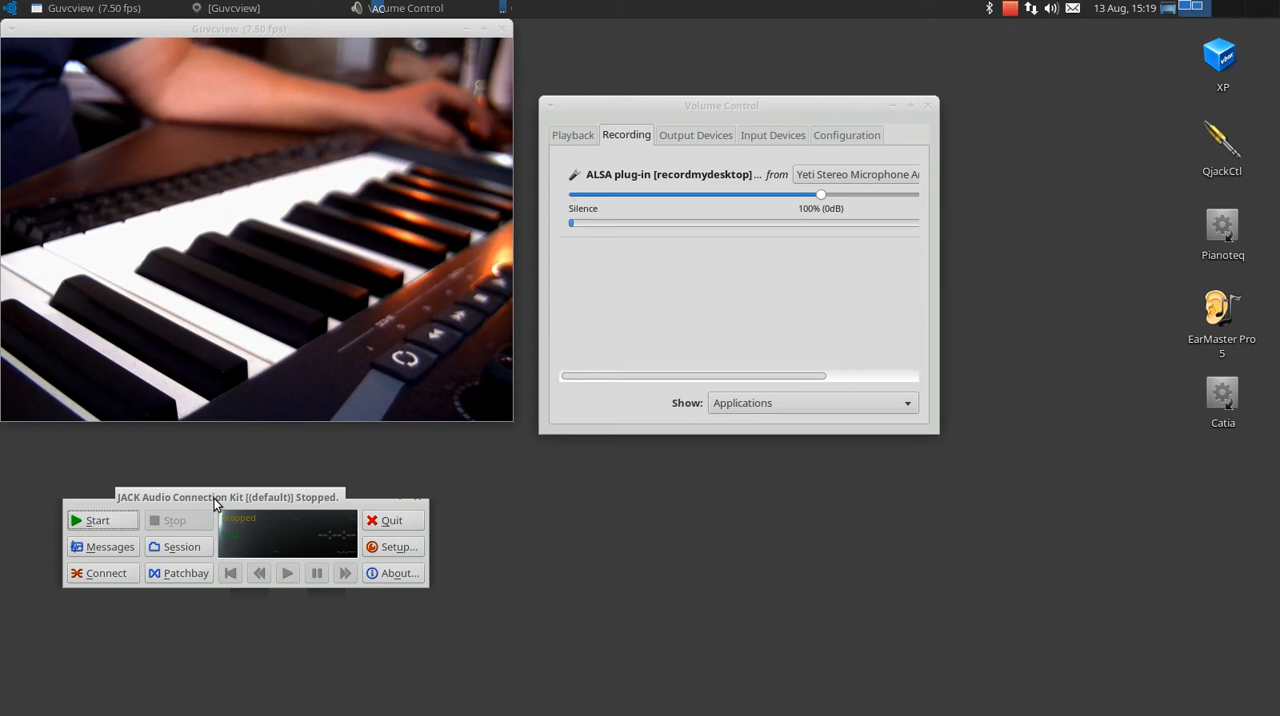 Guvcview (7.50 fps)
[Guvcview]
Volume Control
13 Aug, 15:19
Guvcview (7.50 fps)
XP
QjackCtl
Pianoteq
EarMaster Pro
5
Catia
Volume Control
Playback
Recording
Output Devices
Input Devices
Configuration
ALSA plug-in [recordmydesktop]... from
Yeti Stereo Microphone
Silence
100% (0dB)
Show:
Applications
JACK Audio Connection Kit [(default)] Stopped.
Start
Stop
Stopped
Quit
Messages
Session
Setup...
Connect
Patchbay
About...